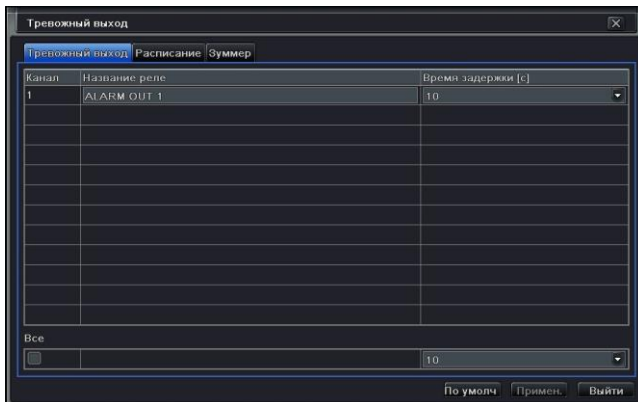 Тревожный выход
Тревожный выход Расписание Зуммер
Канал Название реле Время задержки [с]
1 ALARM OUT 1 10
Все
10
По умолч Примен. Выйти